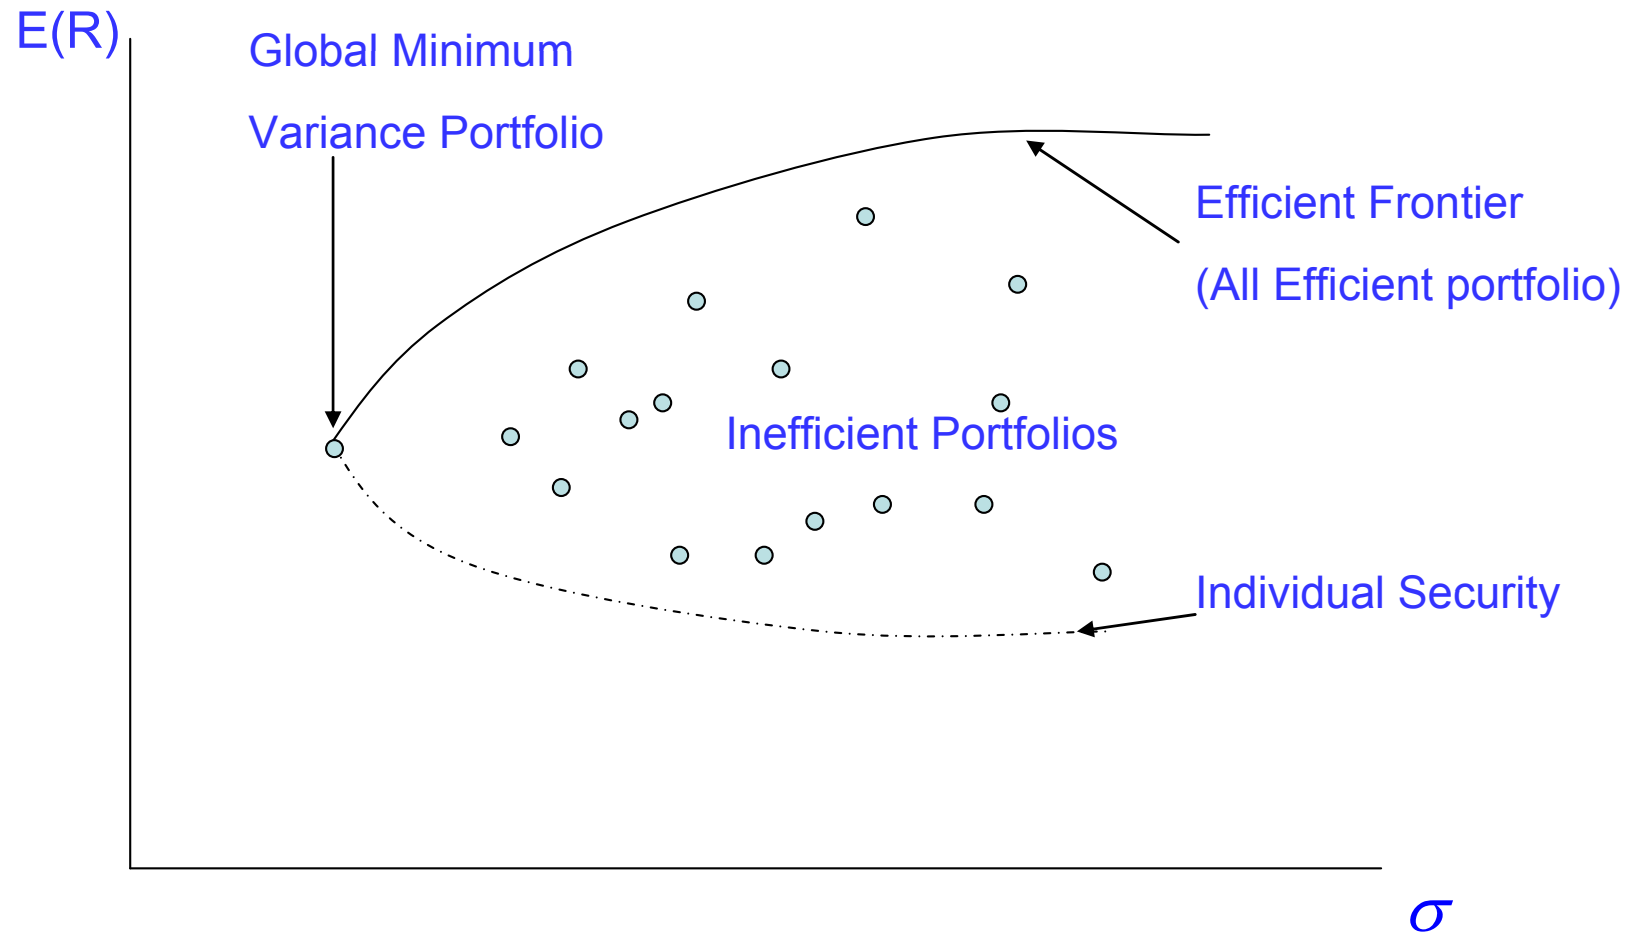 E(R)
Global Minimum
Variance Portfolio
Efficient Frontier
(All Efficient portfolio)
Inefficient Portfolios
Individual Security
σ